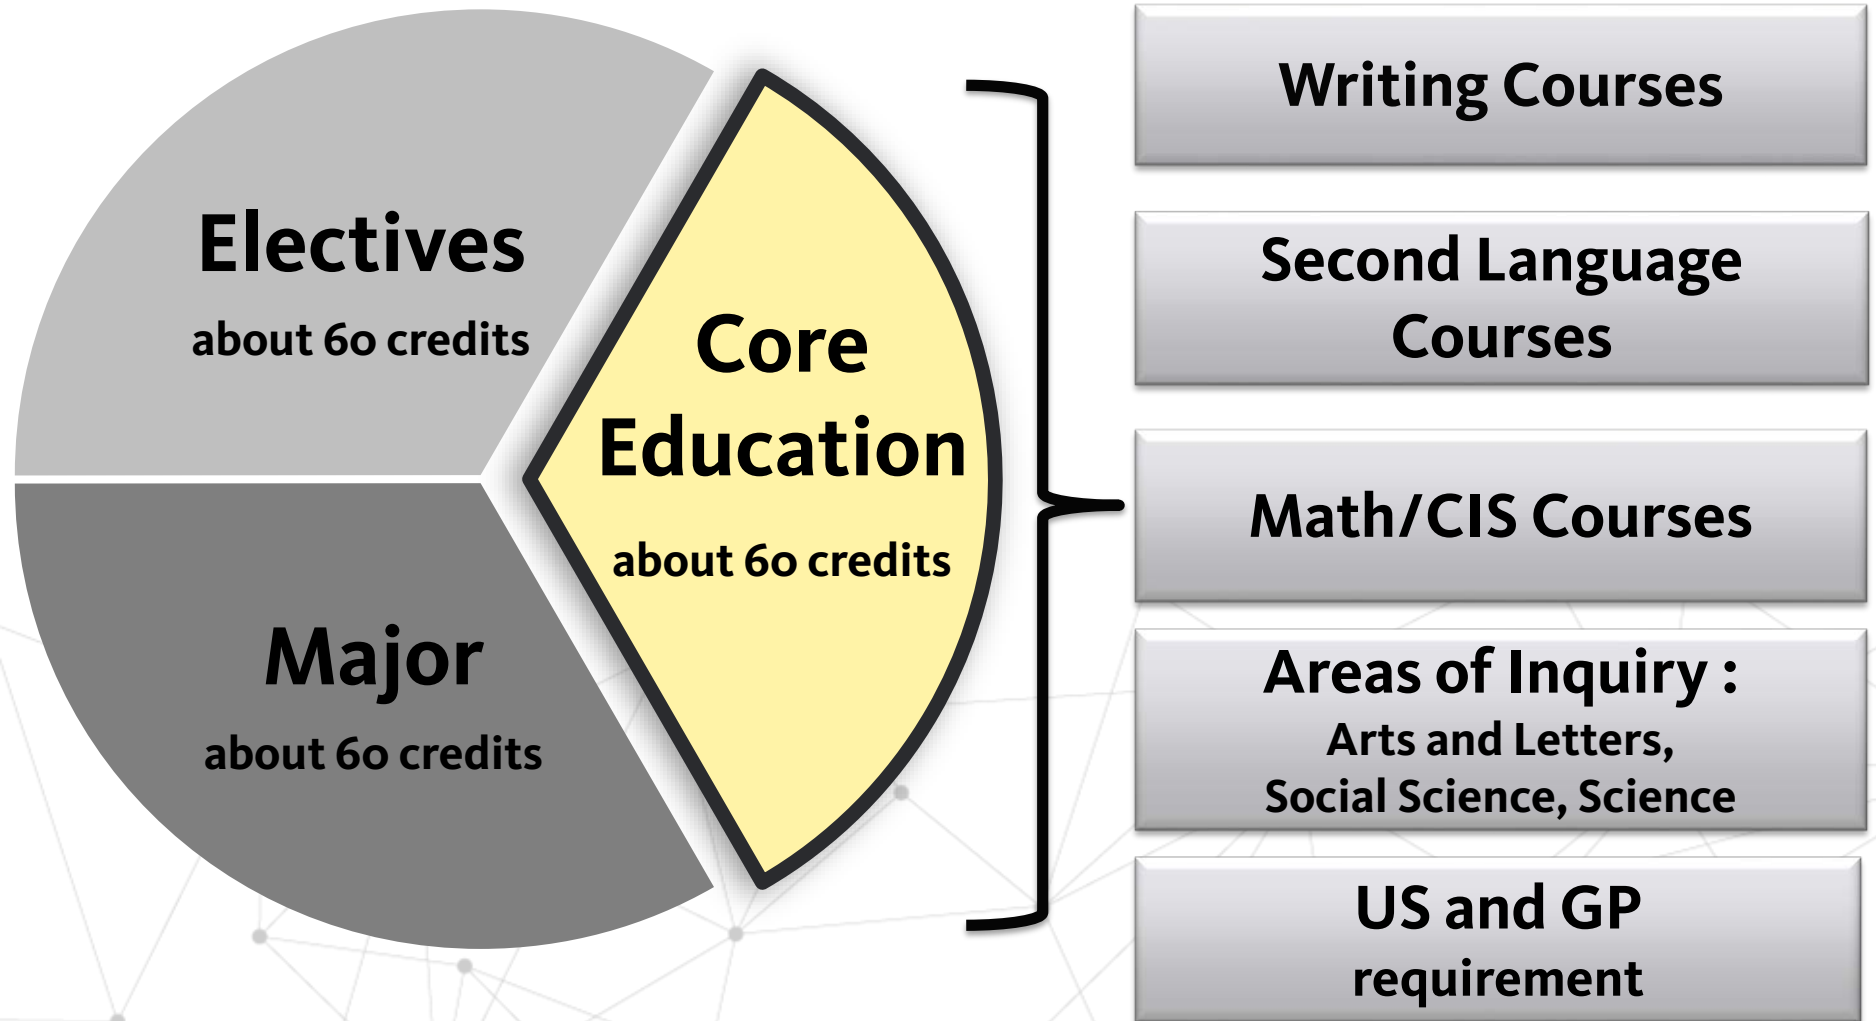 Electives
about 60 credits
Major
about 60 credits
Core
Education
about 60 credits
Writing Courses
Second Language
Courses
Math/CIS Courses
Areas of Inquiry :
Arts and Letters,
Social Science, Science
US and GP
requirement